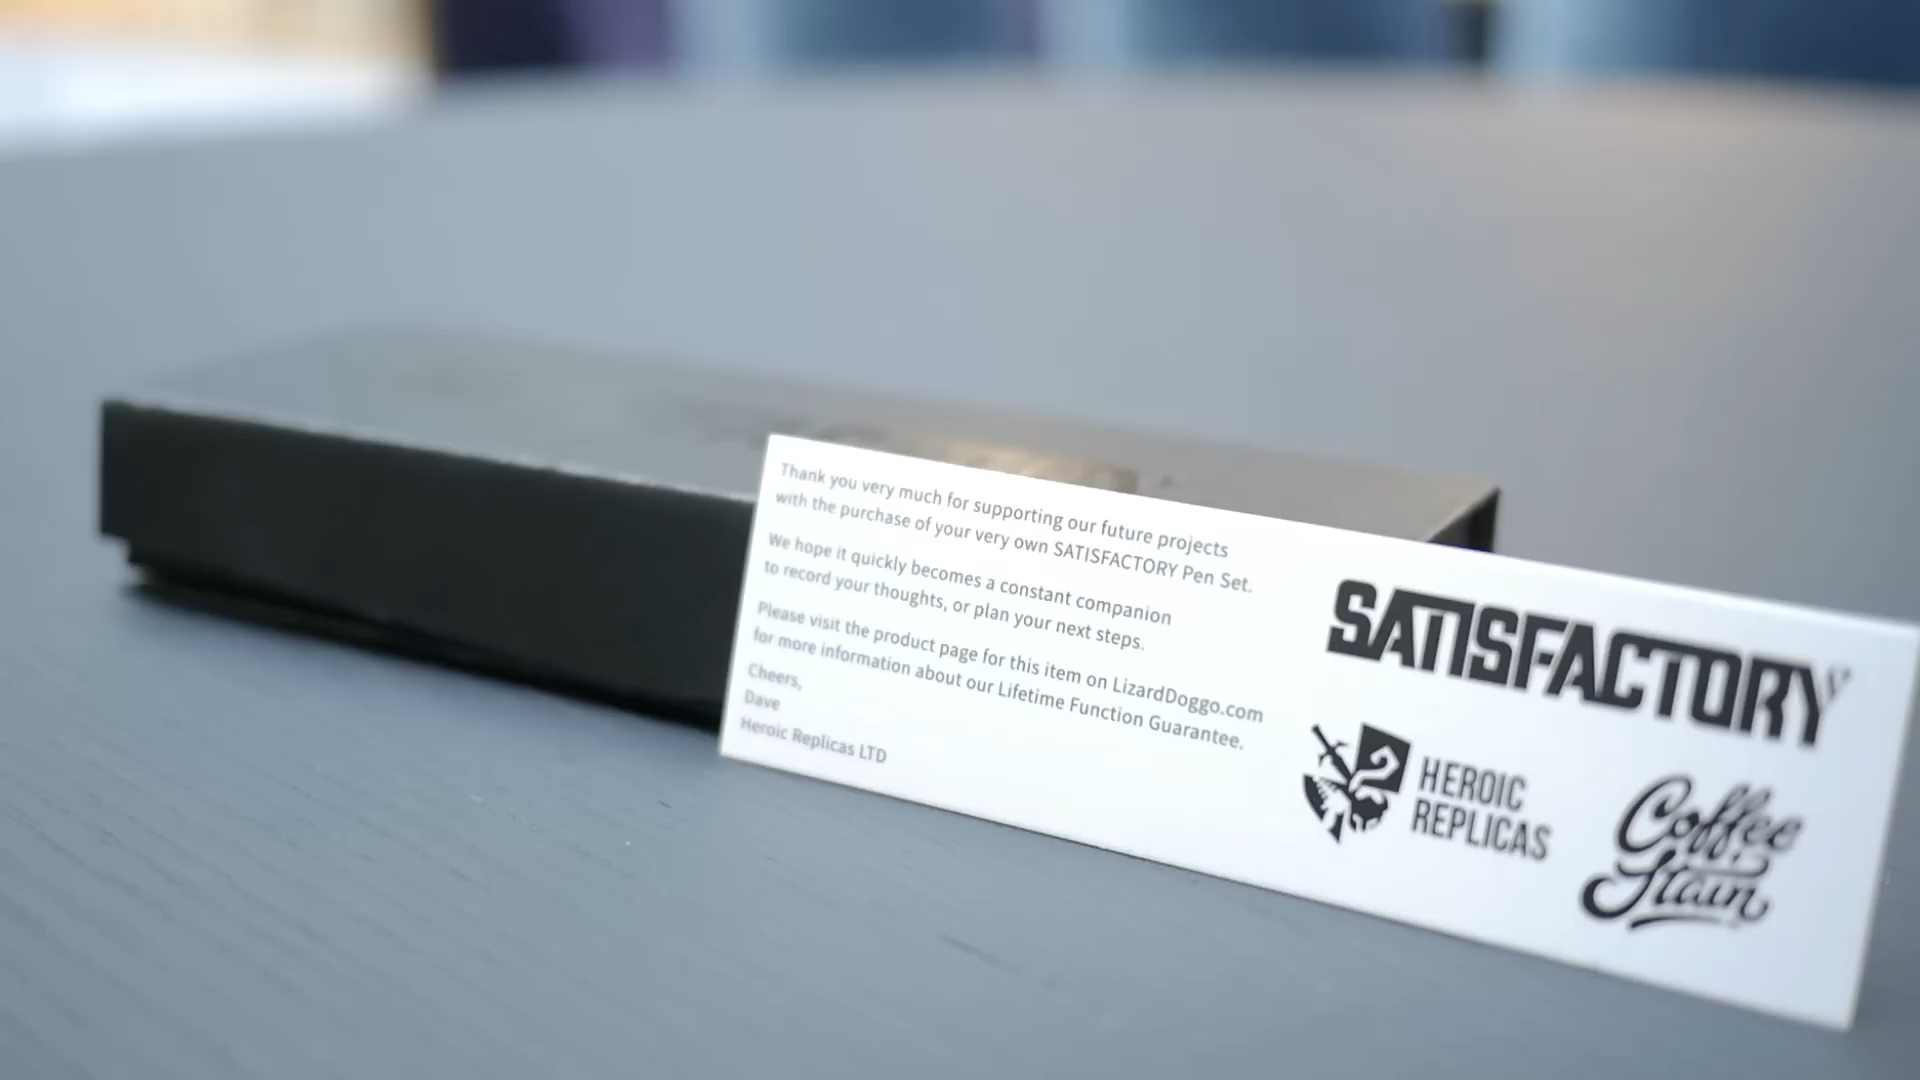 Thank you very much for supporting our future projects
with the purchase of your very own SATISFACTORY Pen Set.
We hope it quickly becomes a constant companion
to record your thoughts, or plan your next steps.
Please visit the product page for this item on LizardDoggo.com
for more information about our Lifetime Function Guarantee.
Cheers,
Dave
Heroic Replicas LTD
SATISFACTORY
HEROIC
REPLICAS
Coffee
Stain